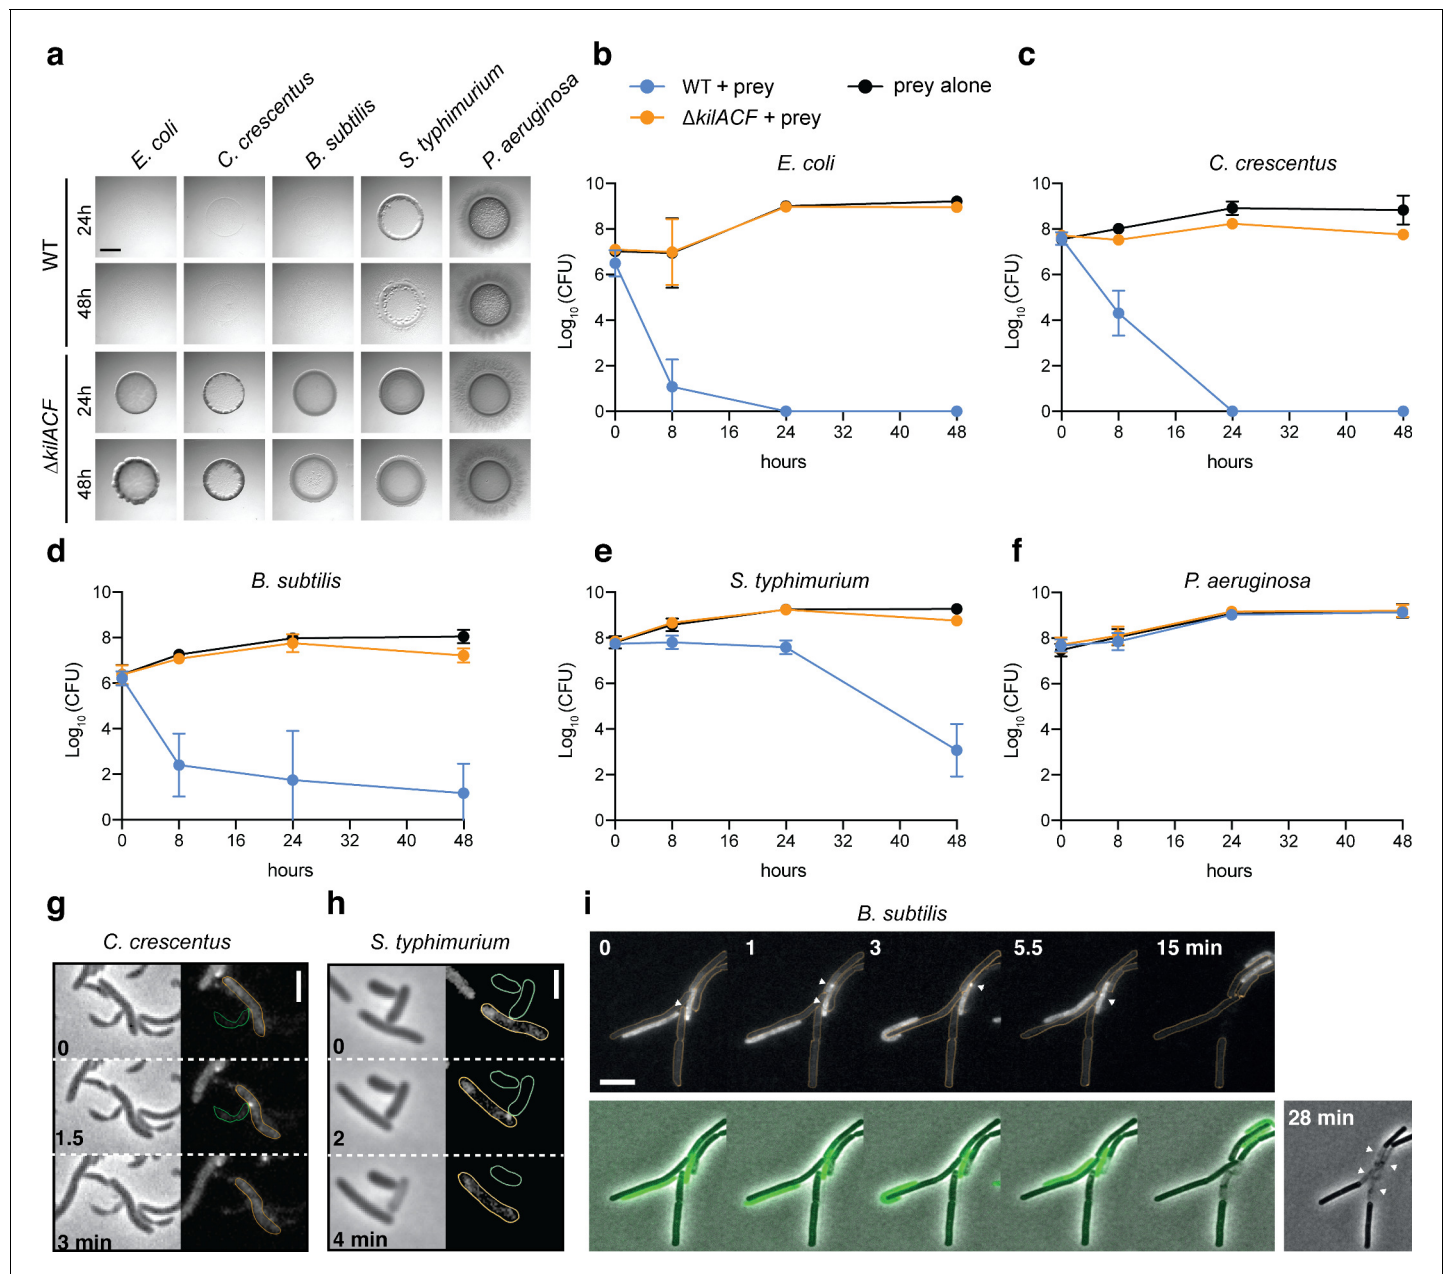 a
E. coli
C. crescentus
B. subtilis
S. typhimurium
P. aeruginosa
WT
24h
48h
ΔkilACF
24h
48h
b
WT + prey
prey alone
ΔkilACF + prey
E. coli
Log10 (CFU)
10
8
6
4
2
0
0 8 16 24 32 40 48
hours
c
C. crescentus
Log10 (CFU)
10
8
6
4
2
0
0 8 16 24 32 40 48
hours
d
B. subtilis
Log10 (CFU)
10
8
6
4
2
0
0 8 16 24 32 40 48
hours
e
S. typhimurium
Log10 (CFU)
10
8
6
4
2
0
0 8 16 24 32 40 48
hours
f
P. aeruginosa
Log10 (CFU)
10
8
6
4
2
0
0 8 16 24 32 40 48
hours
g
C. crescentus
0
1.5
3 min
h
S. typhimurium
0
2
4 min
i
B. subtilis
0 1 3 5.5 15 min
28 min